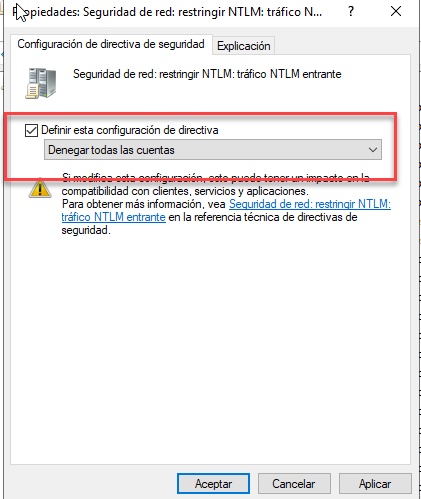 Propiedades: Seguridad de red: restringir NTLM: tráfico N...
Configuración de directiva de seguridad
Explicación
Seguridad de red: restringir NTLM: tráfico NTLM entrante
Definir esta configuración de directiva
Denegar todas las cuentas
Si modifica esta configuración, esto puede tener un impacto en la
compatibilidad con clientes, servicios y aplicaciones.
Para obtener más información, vea Seguridad de red: restringir NTLM:
tráfico NTLM entrante en la referencia técnica de directivas de
seguridad.
Aceptar
Cancelar
Aplicar